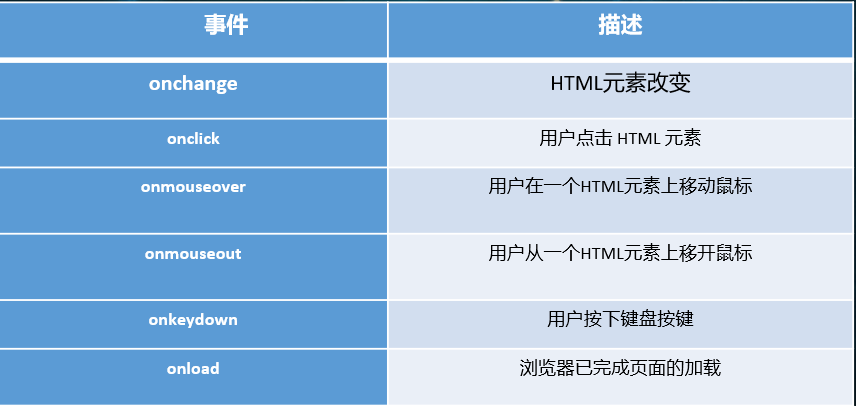 事件 描述
onchange HTML元素改变
onclick 用户点击 HTML 元素
onmouseover 用户在一个HTML元素上移动鼠标
onmouseout 用户从一个HTML元素上移开鼠标
onkeydown 用户按下键盘按键
onload 浏览器已完成页面的加载